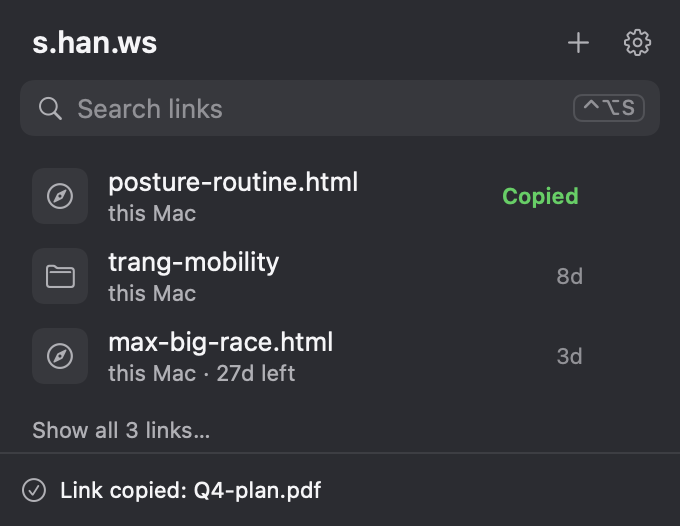 s.han.ws
Search links ⌃⌥S
posture-routine.html
this Mac
Copied
trang-mobility
this Mac
8d
max-big-race.html
this Mac · 27d left
3d
Show all 3 links...
Link copied: Q4-plan.pdf